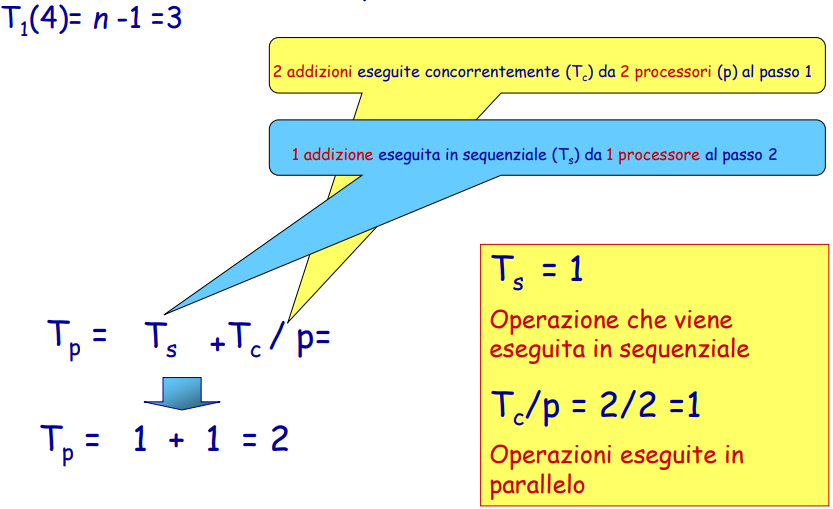 T₁(4)= n -1 =3
2 addizioni eseguite concorrentemente (Tc) da 2 processori (p) al passo 1
1 addizione eseguita in sequenziale (Ts) da 1 processore al passo 2
Ts = 1
Operazione che viene
eseguita in sequenziale
Tp = Ts +Tc / p=
Tc/p = 2/2 =1
Tp = 1 + 1 = 2
Operazioni eseguite in
parallelo